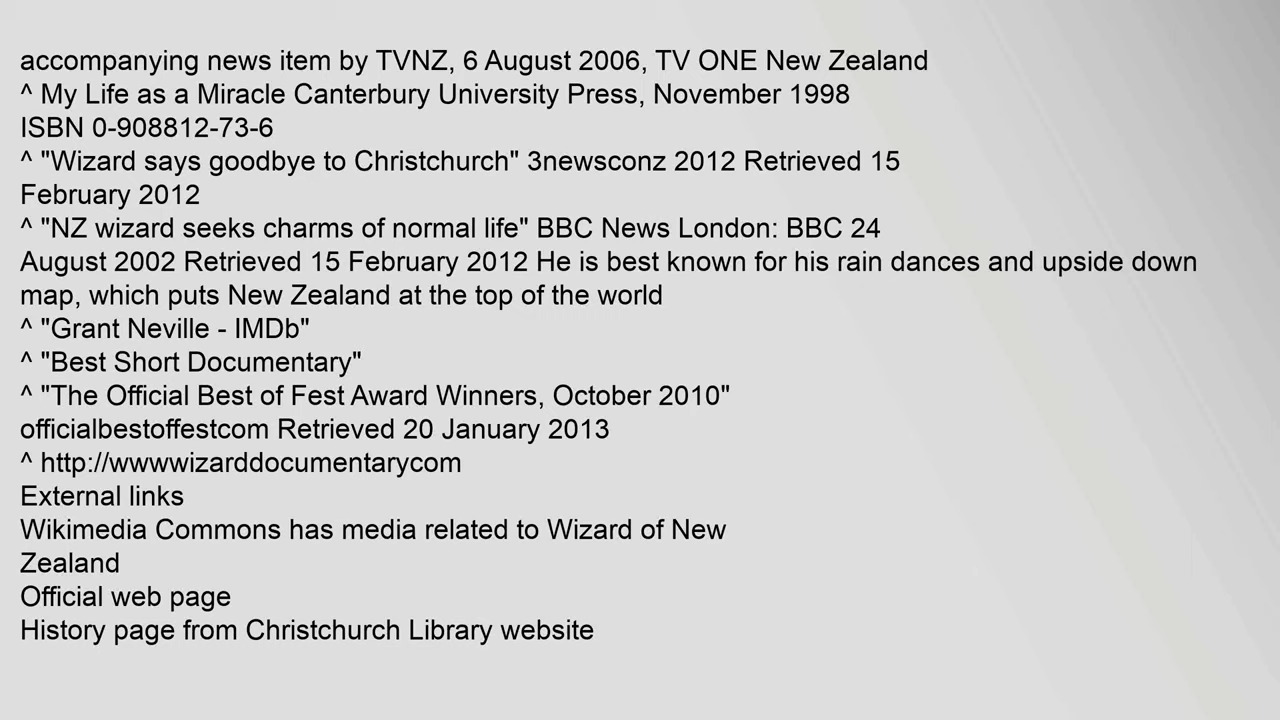 accompanying news item by TVNZ, 6 August 2006, TV ONE New Zealand
^ My Life as a Miracle Canterbury University Press, November 1998
ISBN 0-908812-73-6
^ "Wizard says goodbye to Christchurch" 3newsconz 2012 Retrieved 15
February 2012
^ "NZ wizard seeks charms of normal life" BBC News London: BBC 24
August 2002 Retrieved 15 February 2012 He is best known for his rain dances and upside down
map, which puts New Zealand at the top of the world
^ "Grant Neville - IMDb"
^ "Best Short Documentary"
^ "The Official Best of Fest Award Winners, October 2010"
officialbestoffestcom Retrieved 20 January 2013
^ http://wwwwizarddocumentarycom
External links
Wikimedia Commons has media related to Wizard of New
Zealand
Official web page
History page from Christchurch Library website